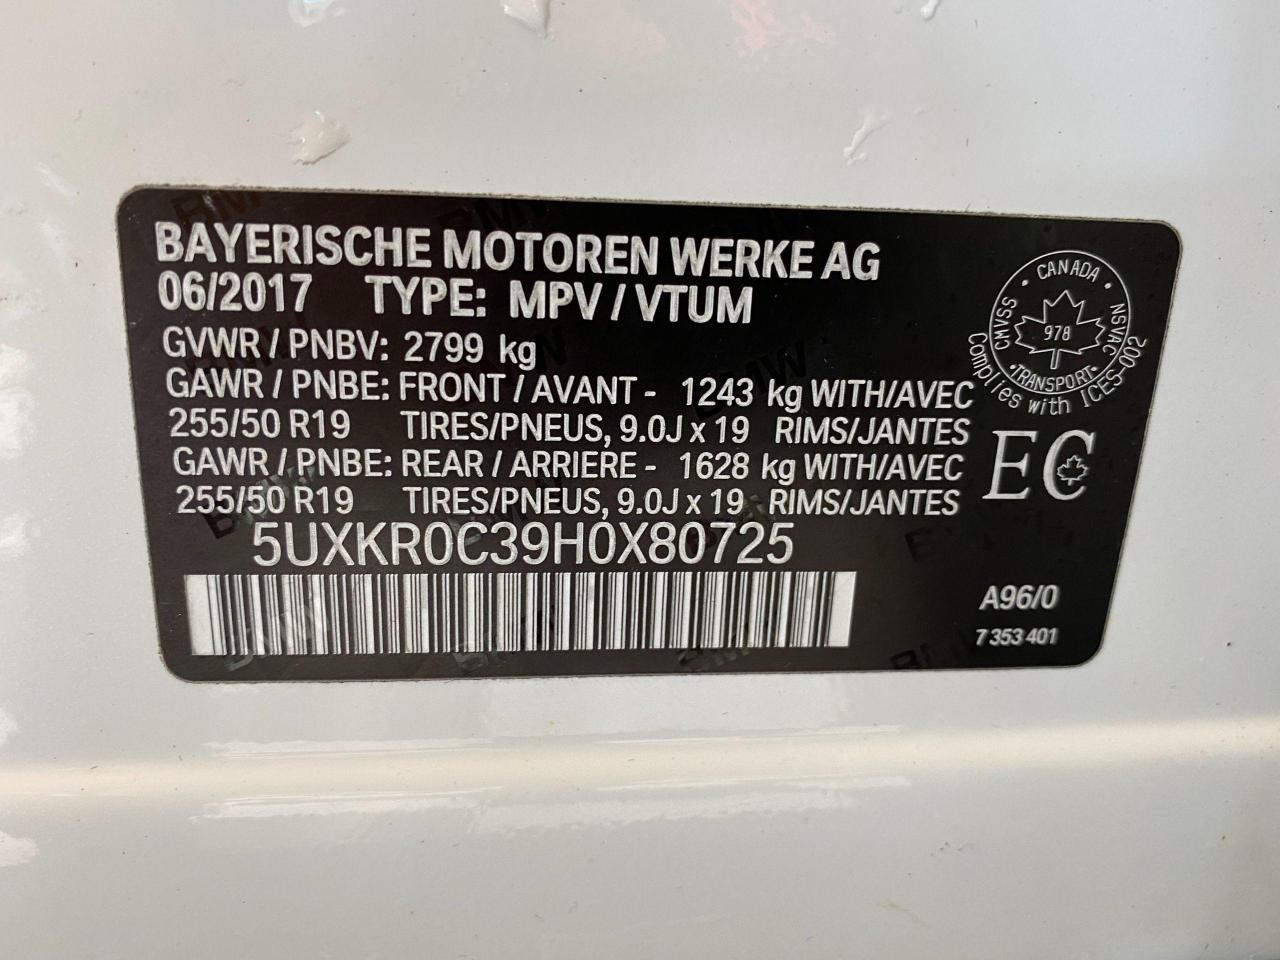 BAYERISCHE MOTOREN WERKE AG
06/2017 TYPE: MPV / VTUM
GVWR / PNBV: 2799 kg
GAWR / PNBE: FRONT / AVANT - 1243 kg WITH/AVEC
255/50 R19 TIRES/PNEUS, 9.0J x 19 RIMS/JANTES
GAWR / PNBE: REAR / ARRIERE - 1628 kg WITH/AVEC
255/50 R19 TIRES/PNEUS, 9.0J x 19 RIMS/JANTES
5UXKR0C39H0X80725
CANADA
CMVSS
NSVAC
978
TRANSPORT
Complies with ICES-002
EC
A96/0
7 353 401
BMW